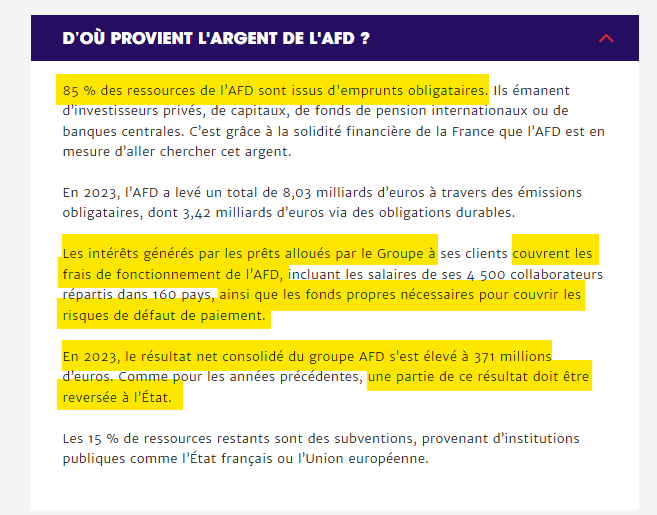 D'OÙ PROVIENT L'ARGENT DE L'AFD ?
85 % des ressources de l'AFD sont issus d'emprunts obligataires. Ils émanent
d'investisseurs privés, de capitaux, de fonds de pension internationaux ou de
banques centrales. C'est grâce à la solidité financière de la France que l'AFD est en
mesure d'aller chercher cet argent.
En 2023, l'AFD a levé un total de 8,03 milliards d'euros à travers des émissions
obligataires, dont 3,42 milliards d'euros via des obligations durables.
Les intérêts générés par les prêts alloués par le Groupe à ses clients couvrent les
frais de fonctionnement de l'AFD, incluant les salaires de ses 4 500 collaborateurs
répartis dans 160 pays, ainsi que les fonds propres nécessaires pour couvrir les
risques de défaut de paiement.
En 2023, le résultat net consolidé du groupe AFD s'est élevé à 371 millions
d'euros. Comme pour les années précédentes, une partie de ce résultat doit être
reversée à l'État.
Les 15 % de ressources restants sont des subventions, provenant d'institutions
publiques comme l'État français ou l'Union européenne.